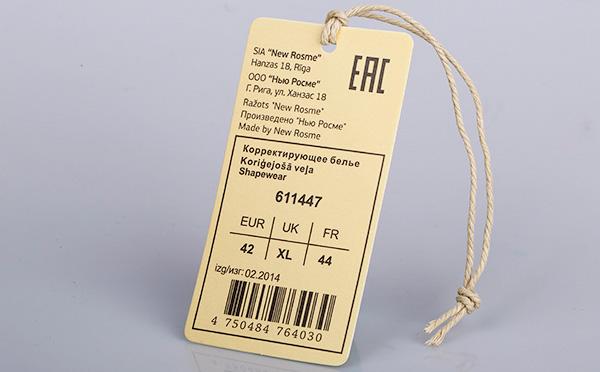 SIA "New Rosme"
Hanzas 18, Rīga
ООО "Нью Росме"
Г. Рига, ул. Ханзас 18
Ražots "New Rosme"
Произведено "Нью Росме"
Made by New Rosme
EAC
Корректирующее белье
Koriģejošā veļa
Shapewear
611447
EUR UK FR
42 XL 44
izg/изг: 02.2014
4 750484 764030